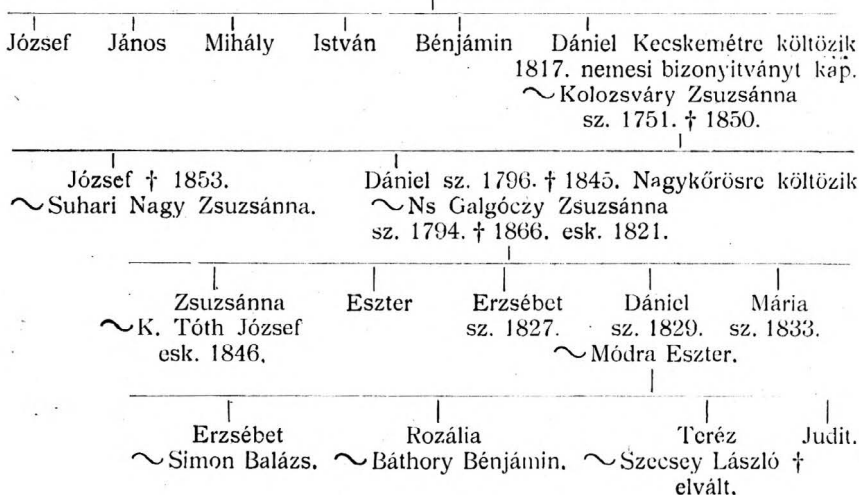 József János Mihály István Bénjámin Dániel Kecskemétre költözik
1817. nemesi bizonyitványt kap.
~Kolozsváry Zsuzsánna
sz. 1751. † 1850.
József † 1853. Dániel sz. 1796. † 1845. Nagykőrösre költözik
~Suhari Nagy Zsuzsánna. ~Ns Galgóczy Zsuzsánna
sz. 1794. † 1866. esk. 1821.
Zsuzsánna Eszter Erzsébet Dániel Mária
~K. Tóth József sz. 1827. sz. 1829. sz. 1833.
esk. 1846. ~Módra Eszter.
Erzsébet Rozália Teréz Judit.
~Simon Balázs. ~Báthory Bénjámin. ~Szecsey László †
elvált.